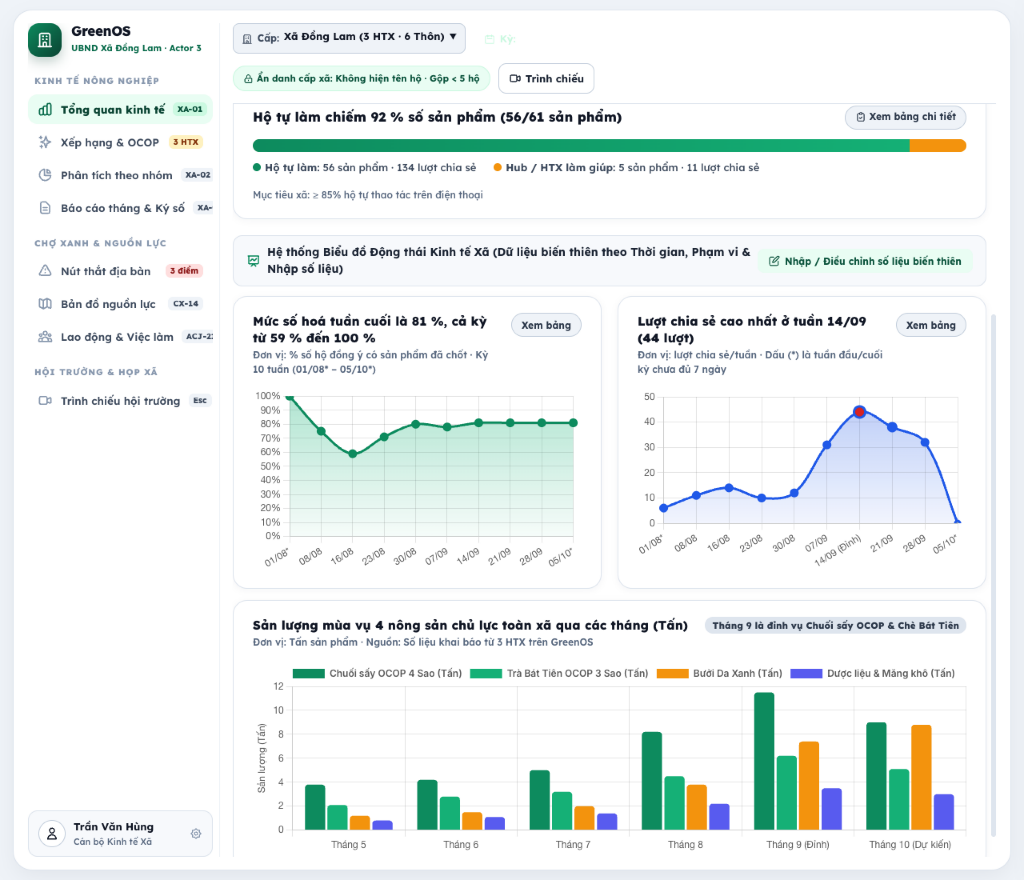 GreenOS
UBND Xã Đồng Lam · Actor 3
KINH TẾ NÔNG NGHIỆP
Tổng quan kinh tế XA-01
Xếp hạng & OCOP 3 HTX
Phân tích theo nhóm XA-02
Báo cáo tháng & Ký số XA-
CHỢ XANH & NGUỒN LỰC
Nút thắt địa bàn 3 điểm
Bản đồ nguồn lực CX-14
Lao động & Việc làm ACJ-2
HỘI TRƯỜNG & HỌP XÃ
Trình chiếu hội trường Esc
Trần Văn Hùng
Cán bộ Kinh tế Xã
Cấp: Xã Đồng Lam (3 HTX · 6 Thôn) ▼
Kỳ:
Ẩn danh cấp xã: Không hiện tên hộ · Gộp < 5 hộ
Trình chiếu
Hộ tự làm chiếm 92 % số sản phẩm (56/61 sản phẩm)
Xem bảng chi tiết
Hộ tự làm: 56 sản phẩm · 134 lượt chia sẻ
Hub / HTX làm giúp: 5 sản phẩm · 11 lượt chia sẻ
Mục tiêu xã: ≥ 85% hộ tự thao tác trên điện thoại
Hệ thống Biểu đồ Động thái Kinh tế Xã (Dữ liệu biến thiên theo Thời gian, Phạm vi &
Nhập số liệu)
Nhập / Điều chỉnh số liệu biến thiên
Mức số hoá tuần cuối là 81 %, cả kỳ
từ 59 % đến 100 %
Xem bảng
Đơn vị: % số hộ đồng ý có sản phẩm đã chốt · Kỳ
10 tuần (01/08* – 05/10*)
100%
90%
80%
70%
60%
50%
40%
30%
20%
10%
0%
01/08* 08/08 16/08 23/08 30/08 07/09 14/09 21/09 28/09 05/10*
Lượt chia sẻ cao nhất ở tuần 14/09
(44 lượt)
Xem bảng
Đơn vị: lượt chia sẻ/tuần · Dấu (*) là tuần đầu/cuối
kỳ chưa đủ 7 ngày
50
40
30
20
10
0
01/08* 08/08 16/08 23/08 30/08 07/09 14/09 (Đỉnh) 21/09 28/09 05/10*
Sản lượng mùa vụ 4 nông sản chủ lực toàn xã qua các tháng (Tấn)
Tháng 9 là đỉnh vụ Chuối sấy OCOP & Chè Bát Tiên
Đơn vị: Tấn sản phẩm · Nguồn: Số liệu khai báo từ 3 HTX trên GreenOS
Chuối sấy OCOP 4 Sao (Tấn) Trà Bát Tiên OCOP 3 Sao (Tấn) Bưởi Da Xanh (Tấn) Dược liệu & Măng khô (Tấn)
Sản lượng (Tấn)
12
10
8
6
4
2
0
Tháng 5 Tháng 6 Tháng 7 Tháng 8 Tháng 9 (Đỉnh) Tháng 10 (Dự kiến)